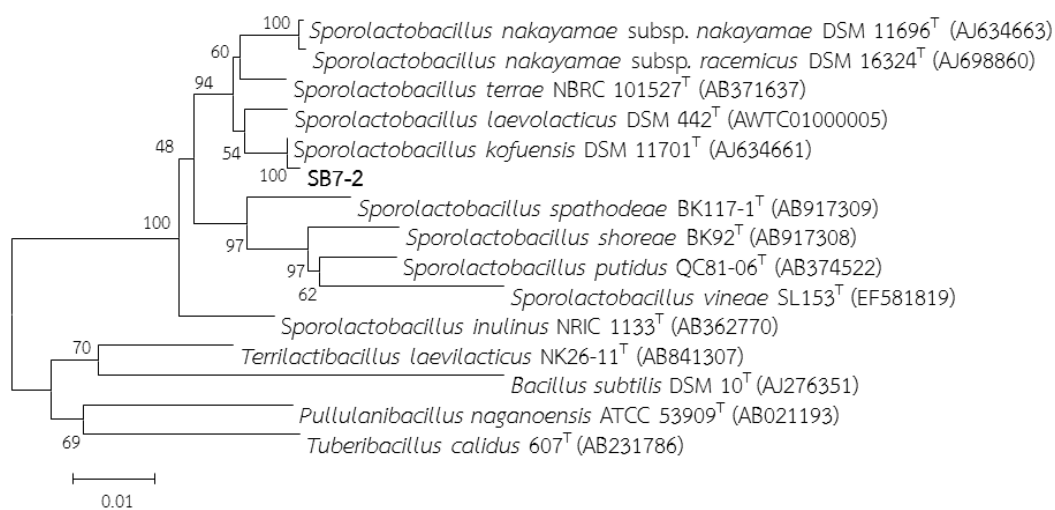 100
Sporolactobacillus nakayamae subsp. nakayamae DSM 11696T (AJ634663)
60
Sporolactobacillus nakayamae subsp. racemicus DSM 16324T (AJ698860)
94
Sporolactobacillus terrae NBRC 101527T (AB371637)
Sporolactobacillus laevolacticus DSM 442T (AWTC01000005)
48
54
Sporolactobacillus kofuensis DSM 11701T (AJ634661)
100
SB7-2
Sporolactobacillus spathodeae BK117-1T (AB917309)
100
97
Sporolactobacillus shoreae BK92T (AB917308)
97
Sporolactobacillus putidus QC81-06T (AB374522)
62
Sporolactobacillus vineae SL153T (EF581819)
Sporolactobacillus inulinus NRIC 1133T (AB362770)
70
Terrilactibacillus laevilacticus NK26-11T (AB841307)
Bacillus subtilis DSM 10T (AJ276351)
Pullulanibacillus naganoensis ATCC 53909T (AB021193)
69
Tuberibacillus calidus 607T (AB231786)
0.01